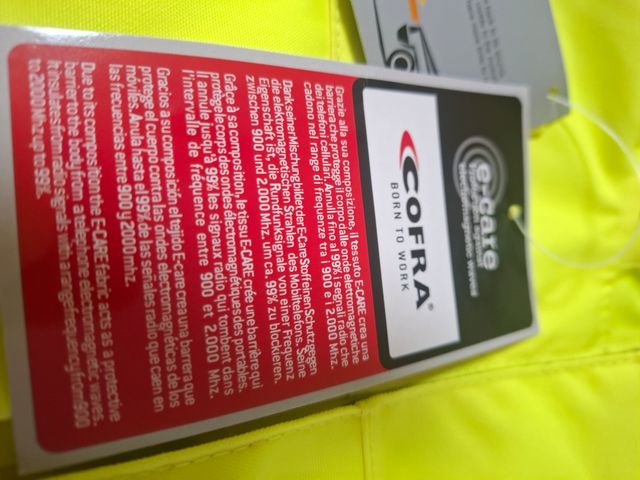 e-care
electromagnetic waves
COFRA®
BORN TO WORK
Grazie alla sua composizione, il tessuto E-CARE crea una
barriera che protegge il corpo dalle onde elettromagnetiche
dei telefoni cellulari. Annulla fino al 99% i segnali radio che
cadono nel range di frequenze tra i 900 e i 2.000 Mhz.
Dank seiner Mischung bildet der E-Care Stoff einen Schutz gegen
die elektromagnetischen Strahlen des Mobiltelefons. Seine
Eigenschaft ist, die Rundfunksignale von einer Frequenz
zwischen 900 und 2.000 Mhz. um ca. 99% zu blockieren.
Grâce à sa composition, le tissu E-CARE crée une barrière qui
protège le corps des ondes électromagnétiques des portables.
Il annule jusqu'à 99% les signaux radio qui tombent dans
l'intervalle de fréquence entre 900 et 2.000 Mhz.
Gracias a su composición el tejido E-care crea una barrera que
protege el cuerpo contra las ondas electromagnéticas de los
móviles. Anula hasta el 99% de las señales radio que caen en
las frecuencias entre 900 y 2000 mhz.
Due to its composition the E-CARE fabric acts as a protective
barrier to the body from a telephone's electromagnetic waves.
It insulates from radio signals frequency from 900
to 2000 Mhz up to 99%.